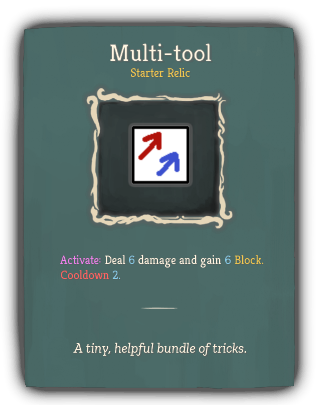 Multi-tool
Starter Relic
Activate: Deal 6 damage and gain 6 Block.
Cooldown 2.
A tiny, helpful bundle of tricks.